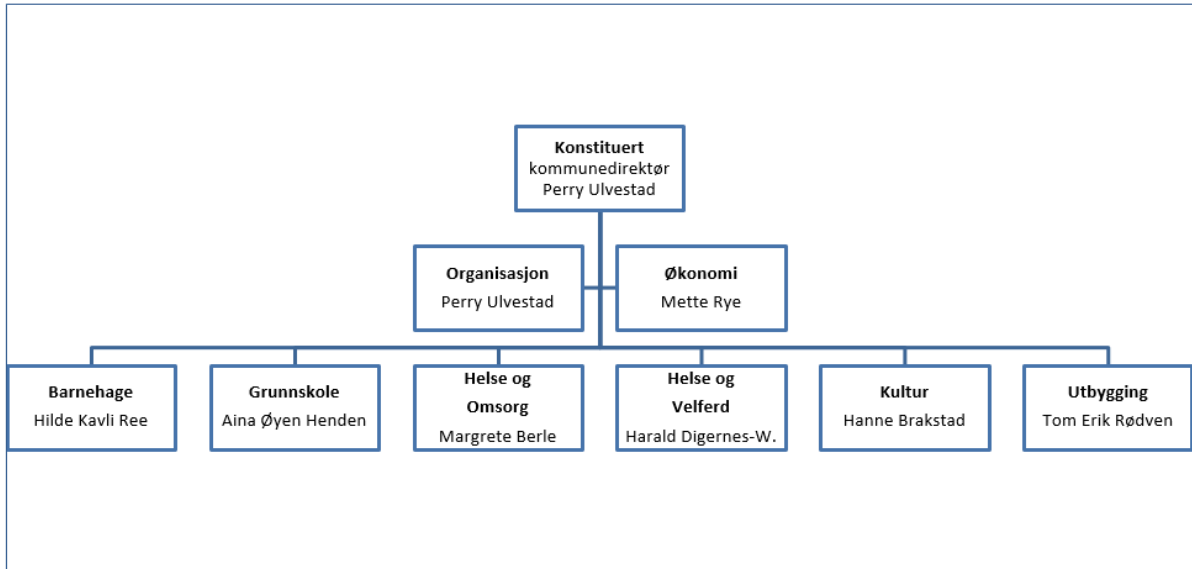 Konstituert
kommunedirektør
Perry Ulvestad
Organisasjon
Perry Ulvestad
Økonomi
Mette Rye
Barnehage
Hilde Kavli Ree
Grunnskole
Aina Øyen Henden
Helse og
Omsorg
Margrete Berle
Helse og
Velferd
Harald Digernes-W.
Kultur
Hanne Brakstad
Utbygging
Tom Erik Rødven